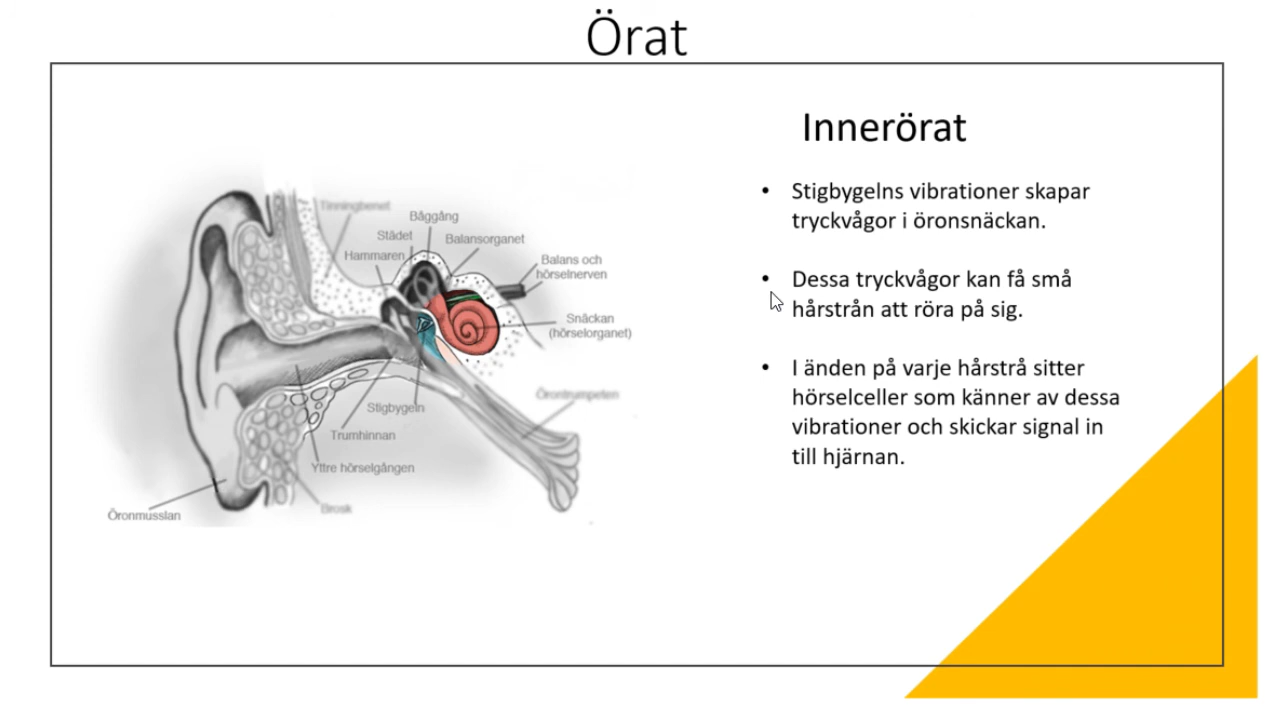 Örat
Innerörat
• Stigbygelns vibrationer skapar
tryckvågor i öronsnäckan.
• Dessa tryckvågor kan få små
hårstrån att röra på sig.
• I änden på varje hårstrå sitter
hörselceller som känner av dessa
vibrationer och skickar signal in
till hjärnan.
Tinningbenet
Båggång
Städet
Balansorganet
Hammaren
Balans och
hörselnerven
Snäckan
(hörselorganet)
Örontrumpeten
Stigbygeln
Trumhinnan
Yttre hörselgången
Brosk
Öronmusslan